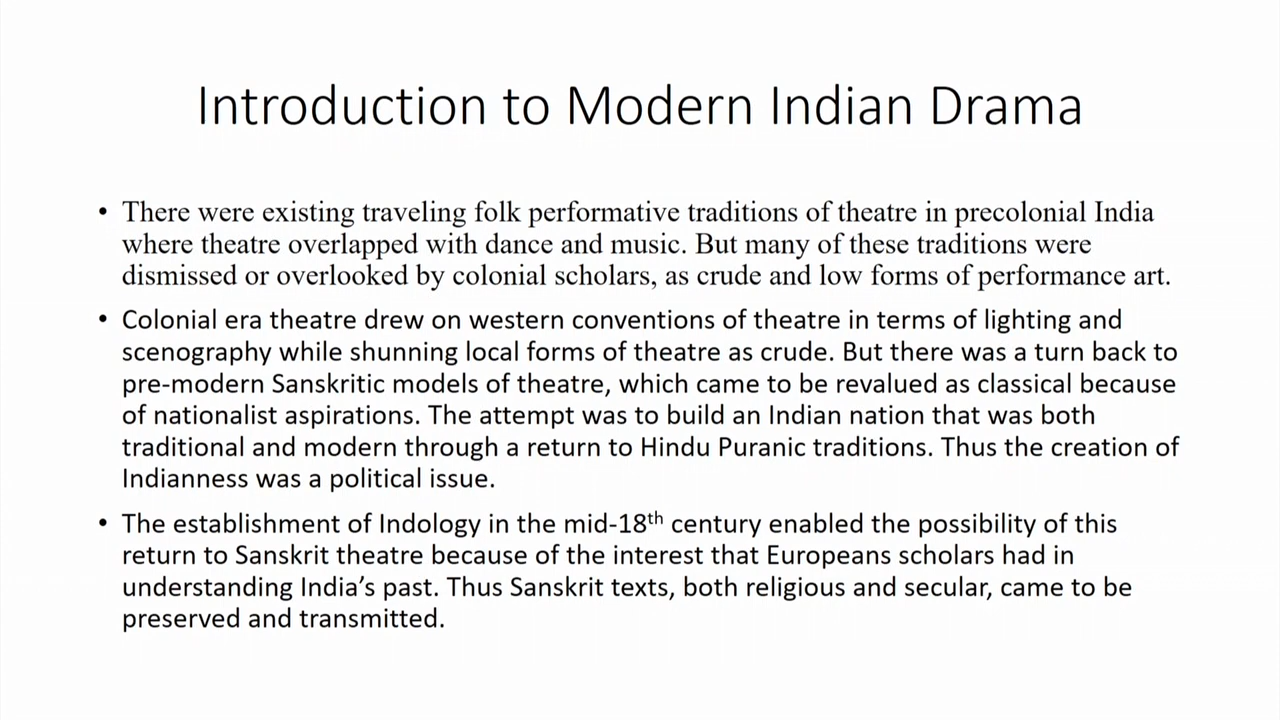 Introduction to Modern Indian Drama
• There were existing traveling folk performative traditions of theatre in precolonial India
where theatre overlapped with dance and music. But many of these traditions were
dismissed or overlooked by colonial scholars, as crude and low forms of performance art.
• Colonial era theatre drew on western conventions of theatre in terms of lighting and
scenography while shunning local forms of theatre as crude. But there was a turn back to
pre-modern Sanskritic models of theatre, which came to be revalued as classical because
of nationalist aspirations. The attempt was to build an Indian nation that was both
traditional and modern through a return to Hindu Puranic traditions. Thus the creation of
Indianness was a political issue.
• The establishment of Indology in the mid-18th century enabled the possibility of this
return to Sanskrit theatre because of the interest that Europeans scholars had in
understanding India’s past. Thus Sanskrit texts, both religious and secular, came to be
preserved and transmitted.